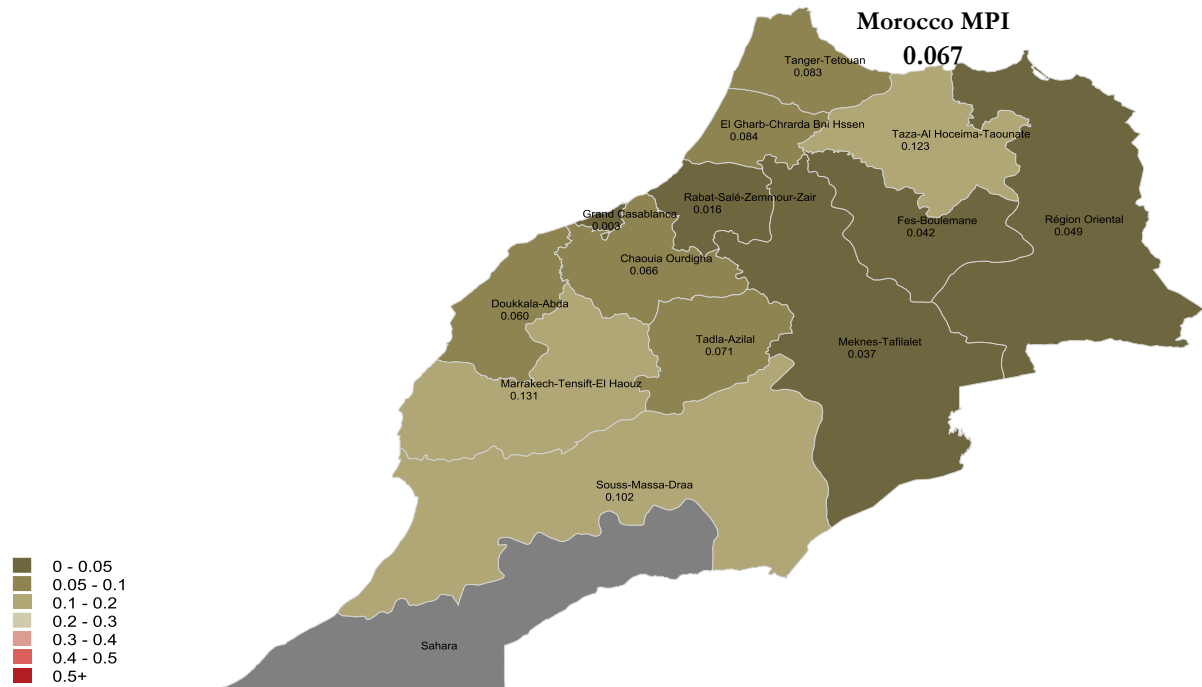 Morocco MPI
0.067
Tanger-Tetouan
0.083
El Gharb-Chrarda Bni Hssen
0.084
Taza-Al Hoceima-Taounate
0.123
Rabat-Salé-Zemmour-Zair
0.016
Grand Casablanca
0.003
Fes-Boulemane
0.042
Région Oriental
0.049
Chaouia Ourdigha
0.066
Doukkala-Abda
0.060
Tadla-Azilal
0.071
Meknes-Tafilalet
0.037
Marrakech-Tensift-El Haouz
0.131
Souss-Massa-Draa
0.102
Sahara
0 - 0.05
0.05 - 0.1
0.1 - 0.2
0.2 - 0.3
0.3 - 0.4
0.4 - 0.5
0.5+